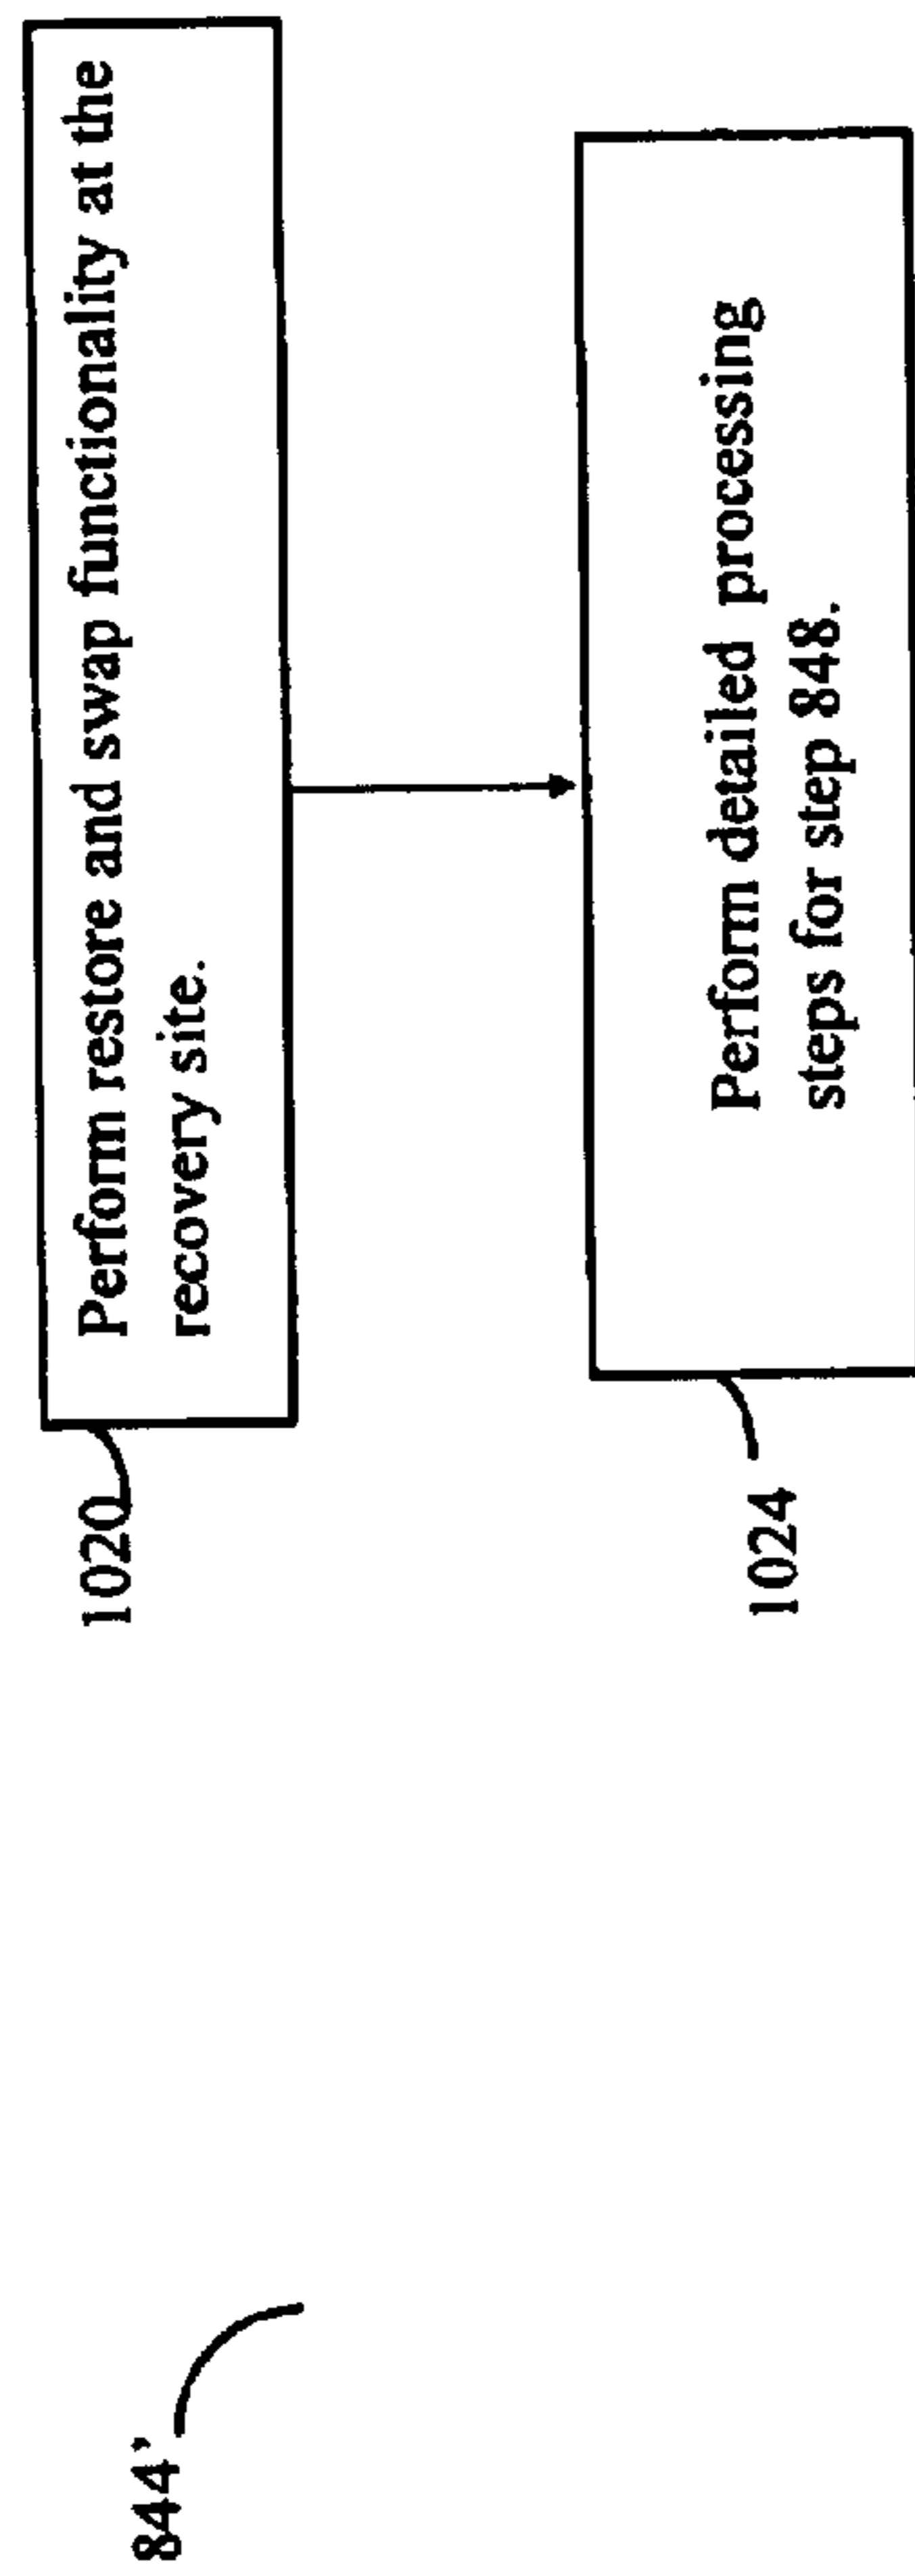 844'
1020
Perform restore and swap functionality at the
recovery site.
1024
Perform detailed processing
steps for step 848.